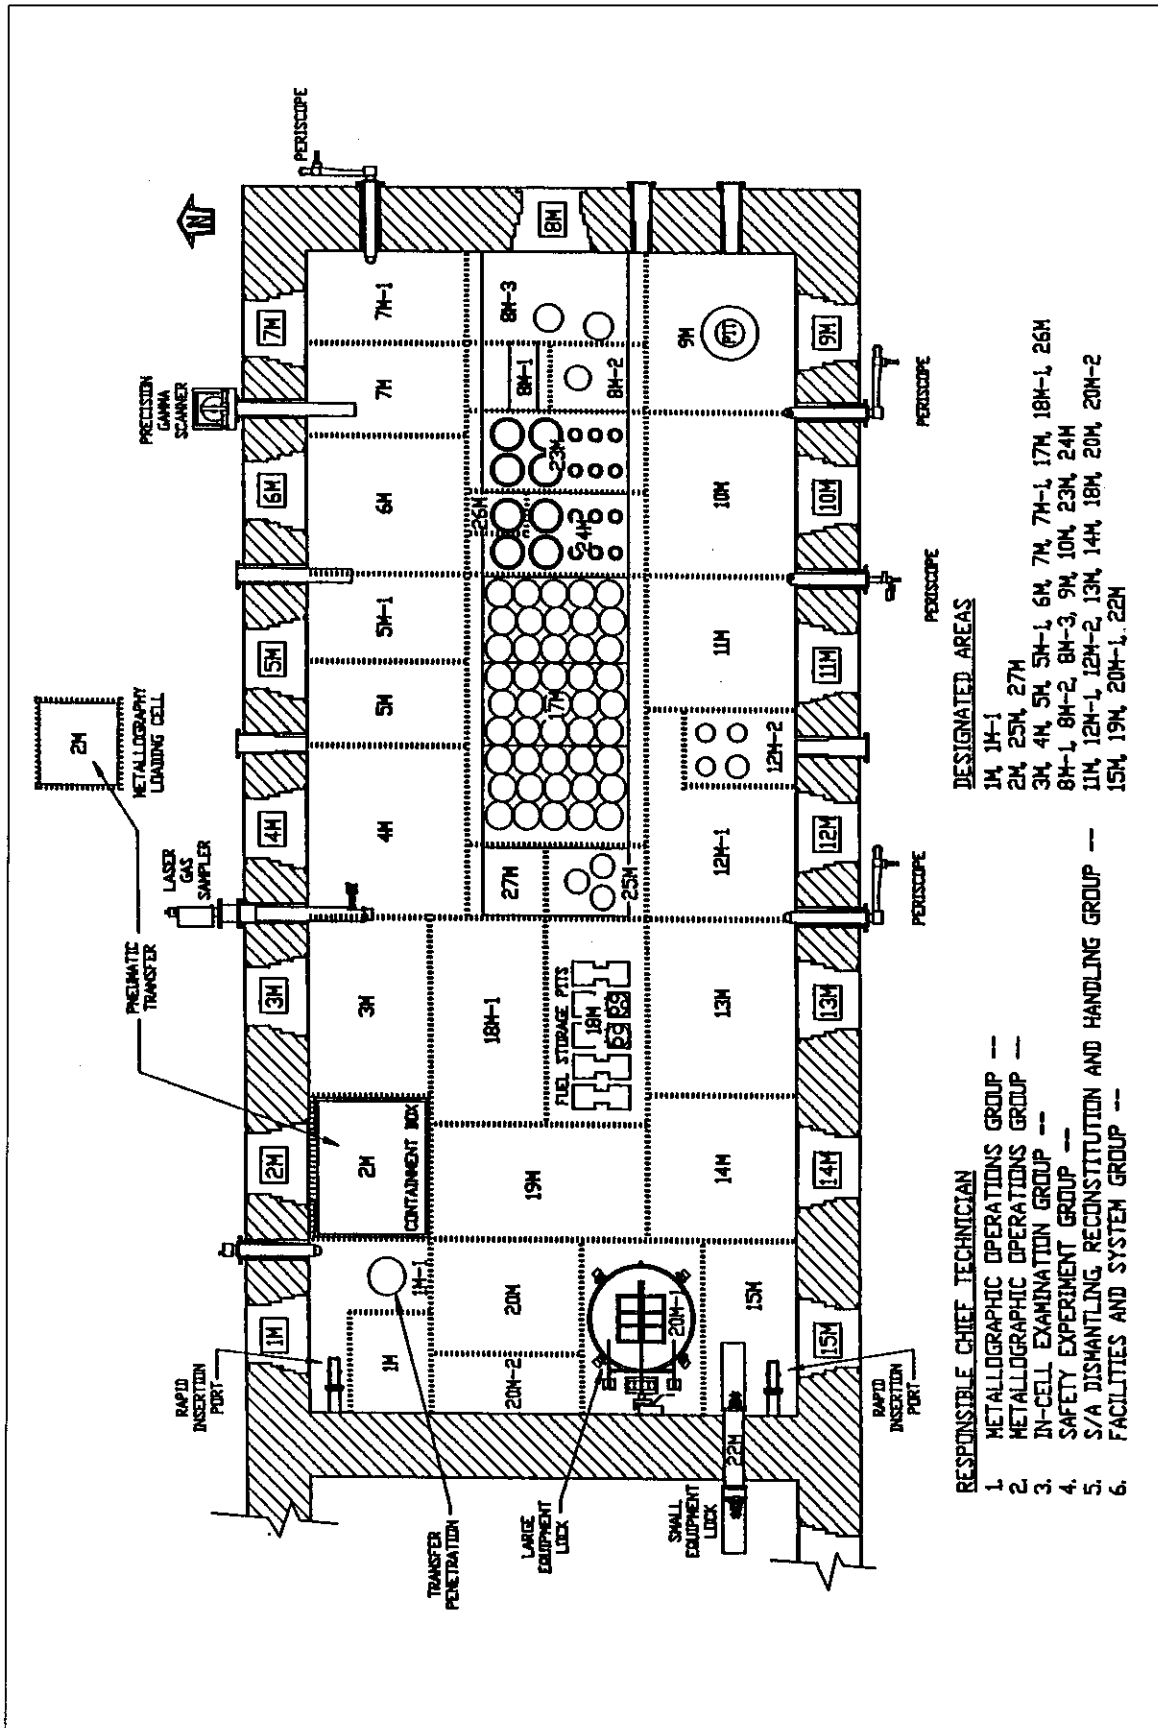 N
PERISCOPE
PRECISION
GAMMA
SCANNER
2M
METALLOGRAPHY
LOADING CELL
LASER
GAS
SAMPLER
PNEUMATIC
TRANSFER
RAPID
INSERTION
PORT
1M
2M
3M
4M
5M
6M
7M
8M
1M
1M-1
2M
CONTAINMENT BOX
3M
4M
5M
5M-1
6M
7M
7M-1
TRANSFER
PENETRATION
20M-2
20M
19M
18M-1
FUEL STORAGE PITS
18M
27M
25M
17M
26M
24M
23M
8M-1
8M-2
8M-3
LARGE
EQUIPMENT
LOCK
20M-1
SMALL
EQUIPMENT
LOCK
22M
15M
14M
13M
12M-1
12M-2
11M
10M
9M
PIT
15M
14M
13M
12M
11M
10M
9M
RAPID
INSERTION
PORT
PERISCOPE
PERISCOPE
PERISCOPE
RESPONSIBLE CHIEF TECHNICIAN DESIGNATED AREAS
1. METALLOGRAPHIC OPERATIONS GROUP -- 1M, 1M-1
2. METALLOGRAPHIC OPERATIONS GROUP -- 2M, 25M, 27M
3. IN-CELL EXAMINATION GROUP -- 3M, 4M, 5M, 5M-1, 6M, 7M, 7M-1, 17M, 18M-1, 26M
4. SAFETY EXPERIMENT GROUP -- 8M-1, 8M-2, 8M-3, 9M, 10M, 23M, 24M
5. S/A DISMANTLING, RECONSTITUTION AND HANDLING GROUP -- 11M, 12M-1, 12M-2, 13M, 14M, 18M, 20M, 20M-2
6. FACILITIES AND SYSTEM GROUP -- 15M, 19M, 20M-1, 22M